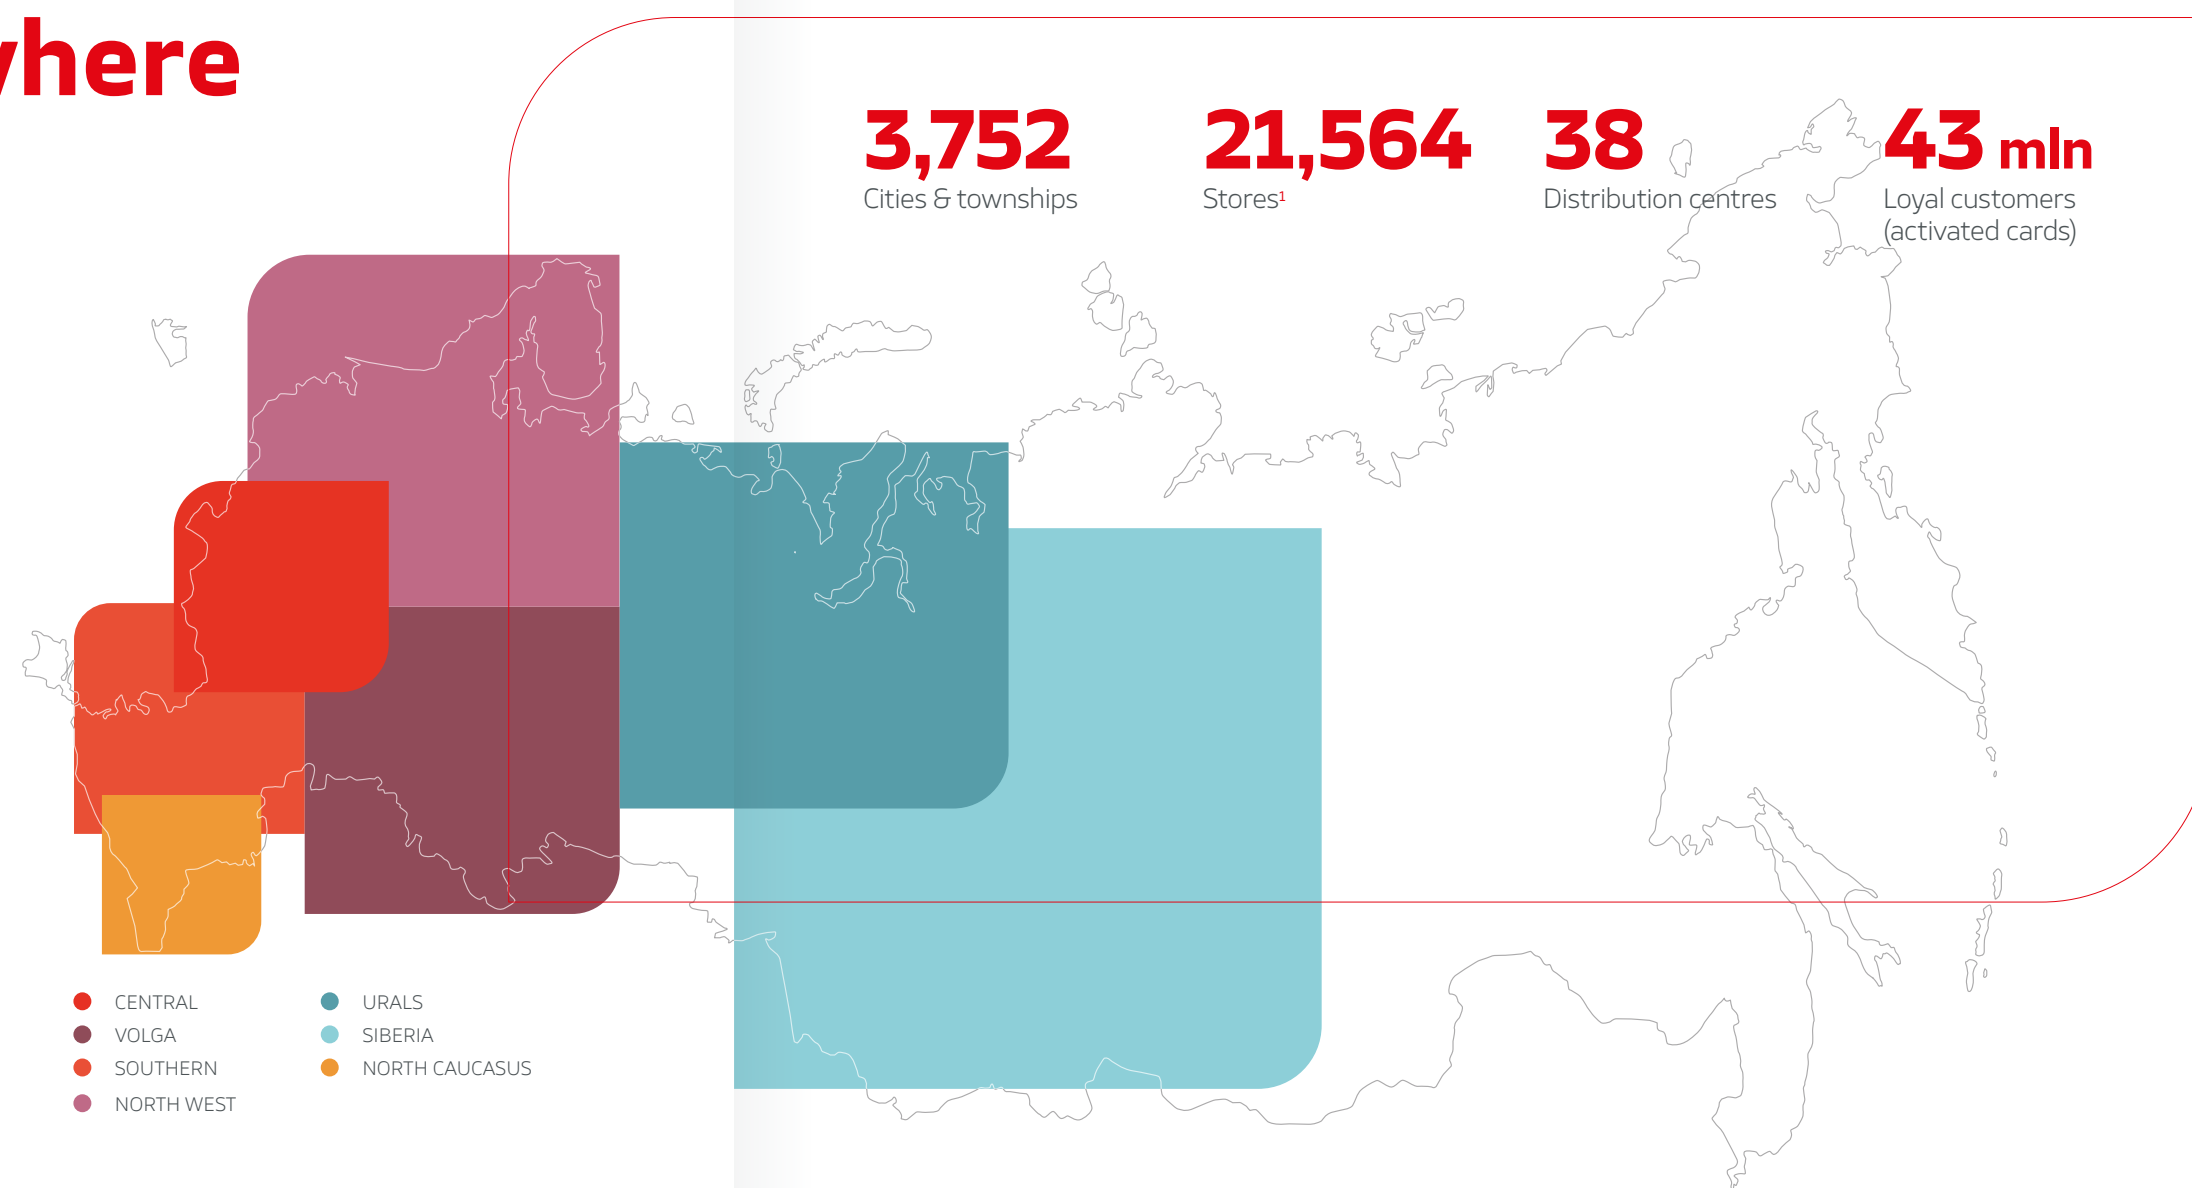 where
3,752
Cities & townships
21,564
Stores¹
38
Distribution centres
43 mln
Loyal customers
(activated cards)
CENTRAL
VOLGA
SOUTHERN
NORTH WEST
URALS
SIBERIA
NORTH CAUCASUS